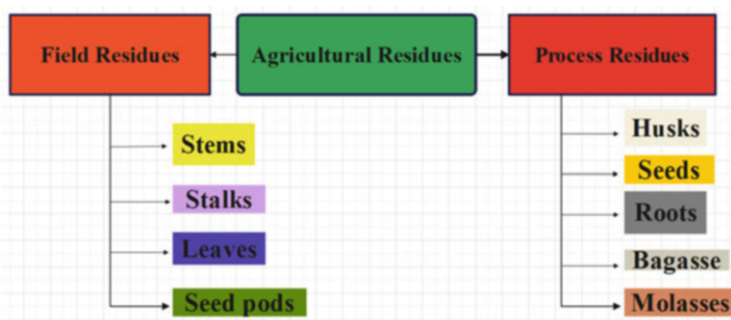 Field Residues
Agricultural Residues
Process Residues
Stems
Stalks
Leaves
Seed pods
Husks
Seeds
Roots
Bagasse
Molasses